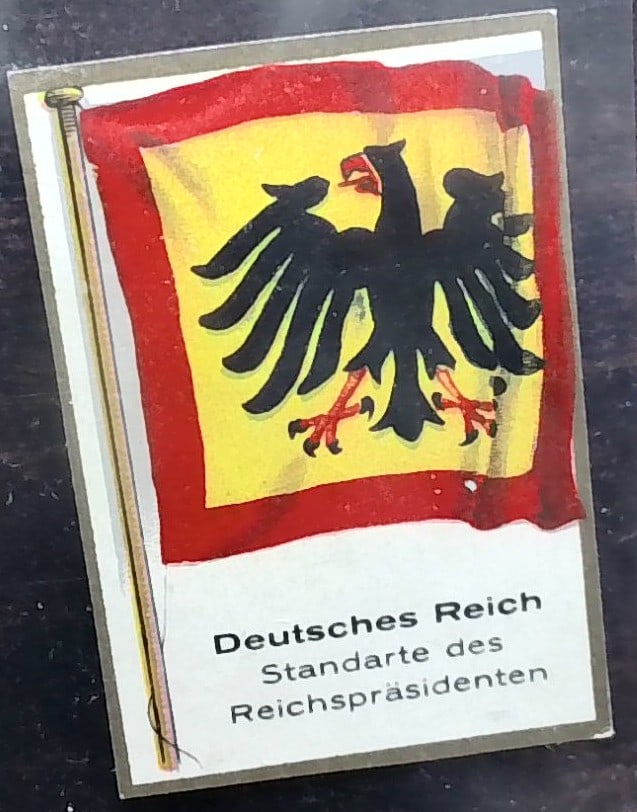 Deutsches Reich
Standarte des
Reichspräsidenten